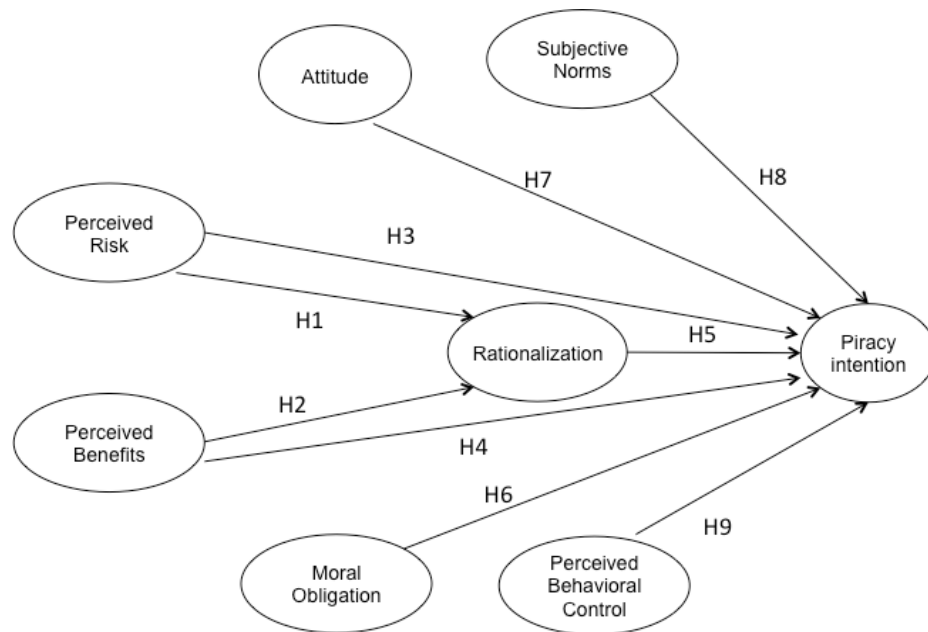 Subjective
Norms
Attitude
H7
H8
Perceived
Risk
H3
H1
H5
Rationalization
Piracy
intention
H2
Perceived
Benefits
H4
H6
H9
Moral
Obligation
Perceived
Behavioral
Control